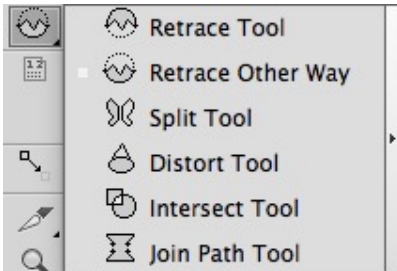 Retrace Tool
Retrace Other Way
Split Tool
Distort Tool
Intersect Tool
Join Path Tool